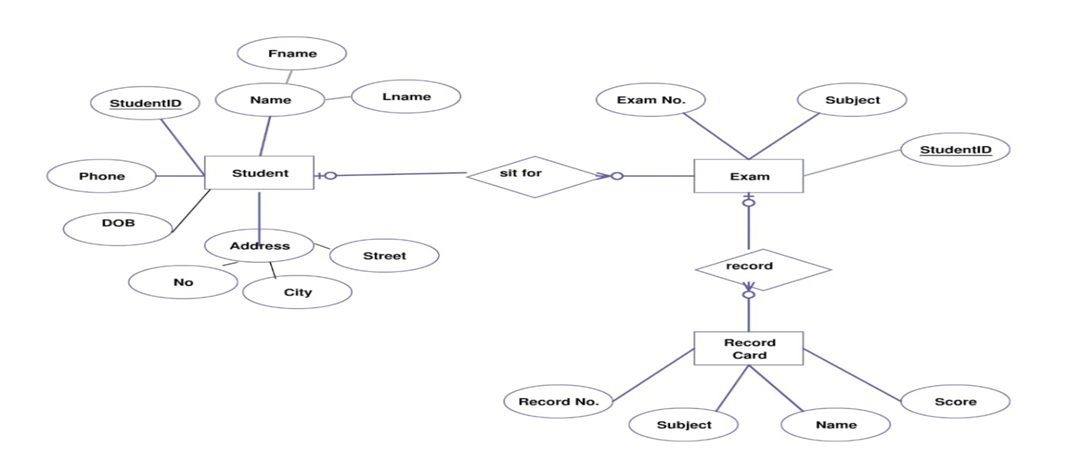 Fname
StudentID
Name
Lname
Exam No.
Subject
StudentID
Phone
Student
sit for
Exam
DOB
Address
Street
No
City
record
Record
Card
Record No.
Subject
Name
Score